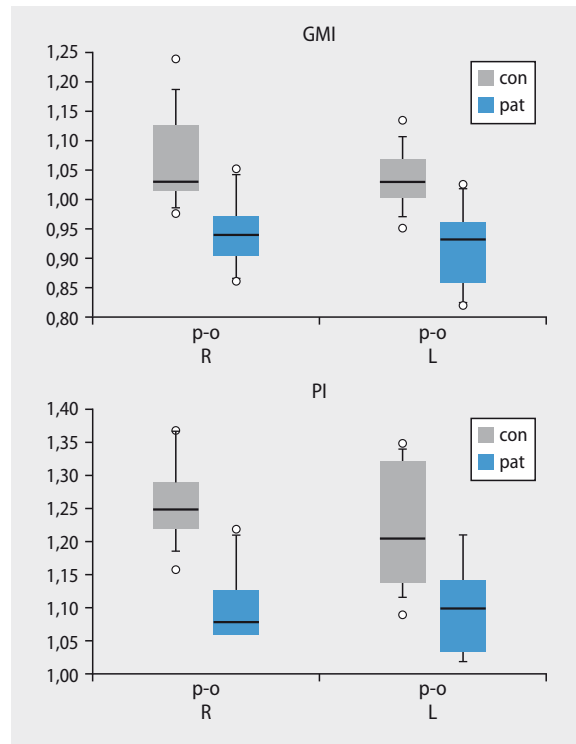 GMI
1,25
1,20
1,15
1,10
1,05
1,00
0,95
0,90
0,85
0,80
con
pat
p-o p-o
R L
PI
1,40
1,35
1,30
1,25
1,20
1,15
1,10
1,05
1,00
con
pat
p-o p-o
R L